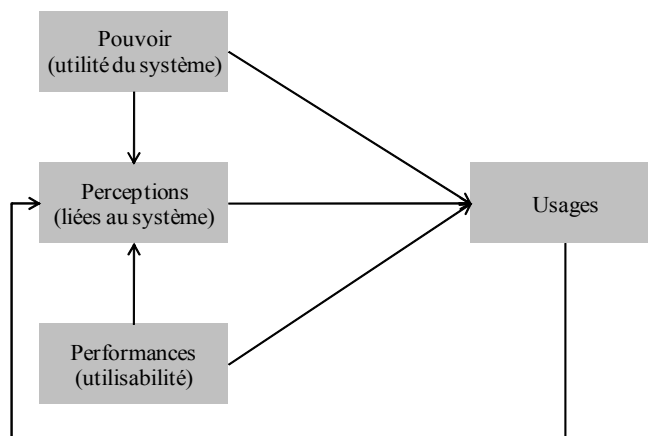 Pouvoir
(utilité du système)
Perceptions
(liées au système)
Usages
Performances
(utilisabilité)